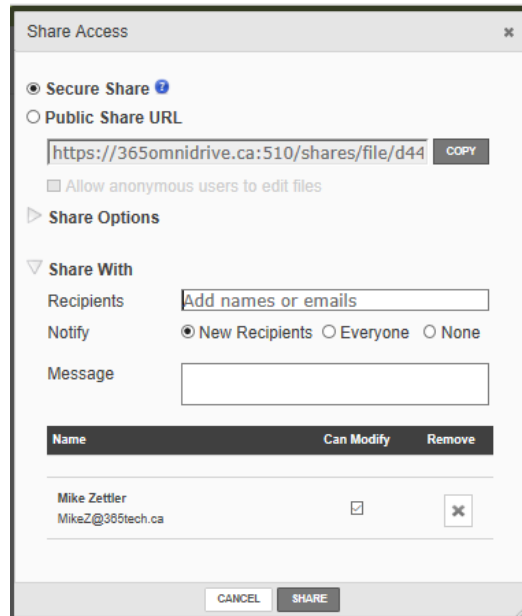 Share Access
Secure Share
Public Share URL
https://365omnidrive.ca:510/shares/file/d44 COPY
Allow anonymous users to edit files
Share Options
Share With
Recipients Add names or emails
Notify New Recipients Everyone None
Message
Name Can Modify Remove
Mike Zettler
MikeZ@365tech.ca
CANCEL SHARE